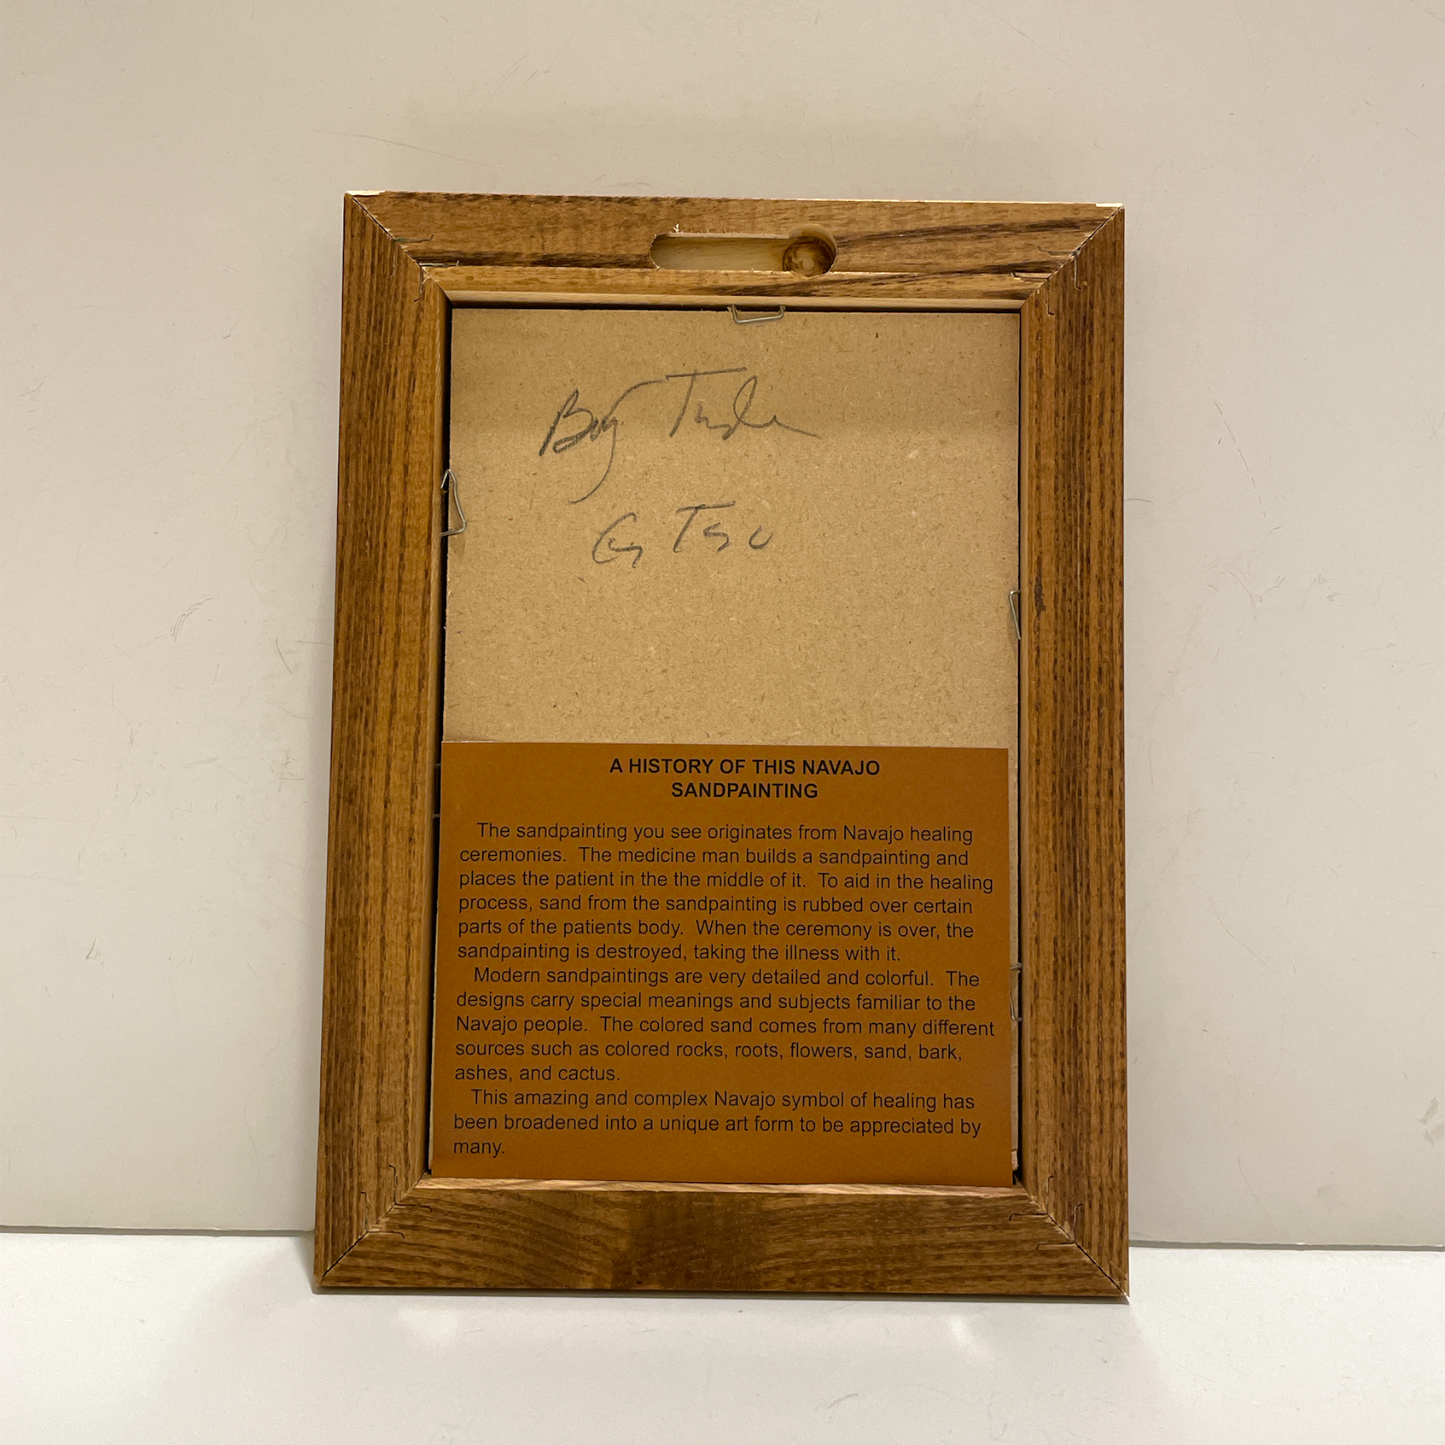 A HISTORY OF THIS NAVAJO
SANDPAINTING
The sandpainting you see originates from Navajo healing
ceremonies. The medicine man builds a sandpainting and
places the patient in the the middle of it. To aid in the healing
process, sand from the sandpainting is rubbed over certain
parts of the patients body. When the ceremony is over, the
sandpainting is destroyed, taking the illness with it.
Modern sandpaintings are very detailed and colorful. The
designs carry special meanings and subjects familiar to the
Navajo people. The colored sand comes from many different
sources such as colored rocks, roots, flowers, sand, bark,
ashes, and cactus.
This amazing and complex Navajo symbol of healing has
been broadened into a unique art form to be appreciated by
many.